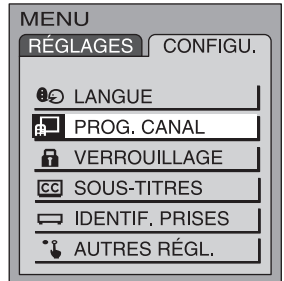 MENU
RÉGLAGES CONFIGU.
LANGUE
PROG. CANAL
VERROUILLAGE
CC SOUS-TITRES
IDENTIF. PRISES
AUTRES RÉGL.